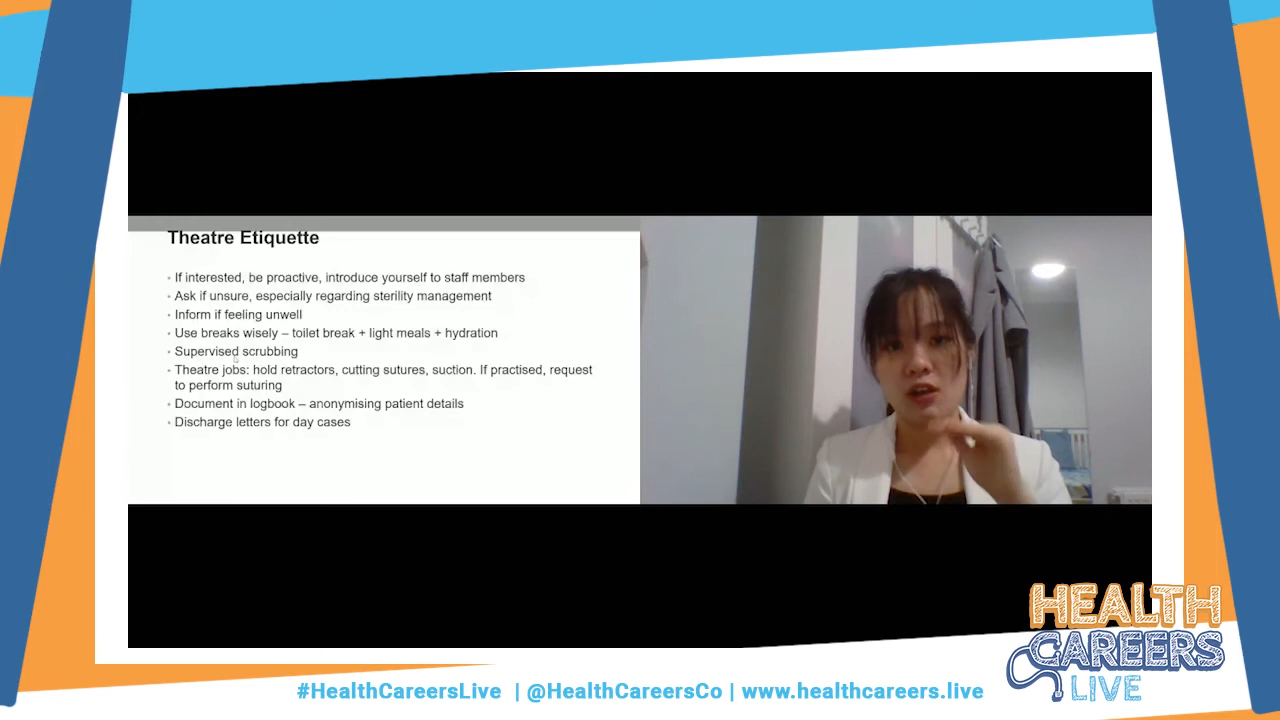 Theatre Etiquette
If interested, be proactive, introduce yourself to staff members
Ask if unsure, especially regarding sterility management
Inform if feeling unwell
Use breaks wisely – toilet break + light meals + hydration
Supervised scrubbing
Theatre jobs: hold retractors, cutting sutures, suction. If practised, request
to perform suturing
Document in logbook – anonymising patient details
Discharge letters for day cases
HEALTH
CAREERS
LIVE
#HealthCareersLive | @HealthCareersCo | www.healthcareers.live